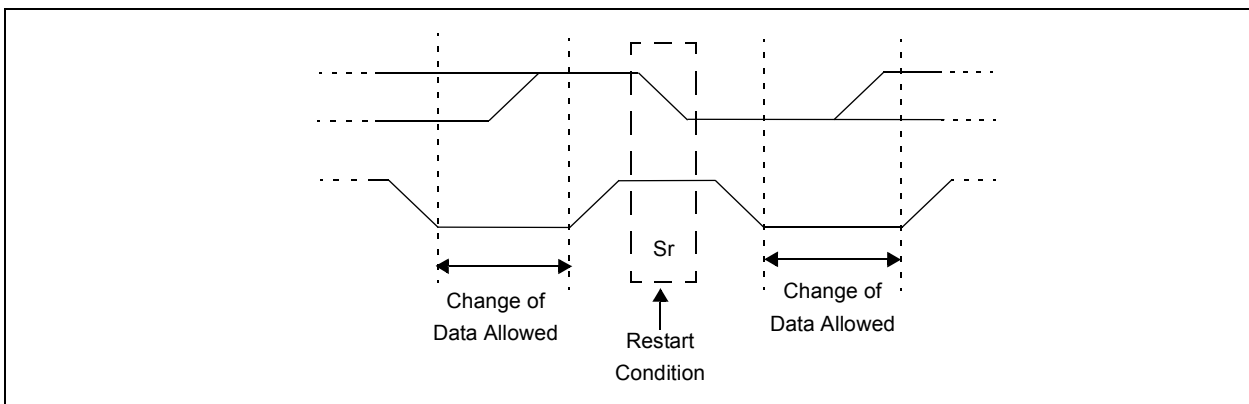 Sr
Change of
Data Allowed
Restart
Condition
Change of
Data Allowed